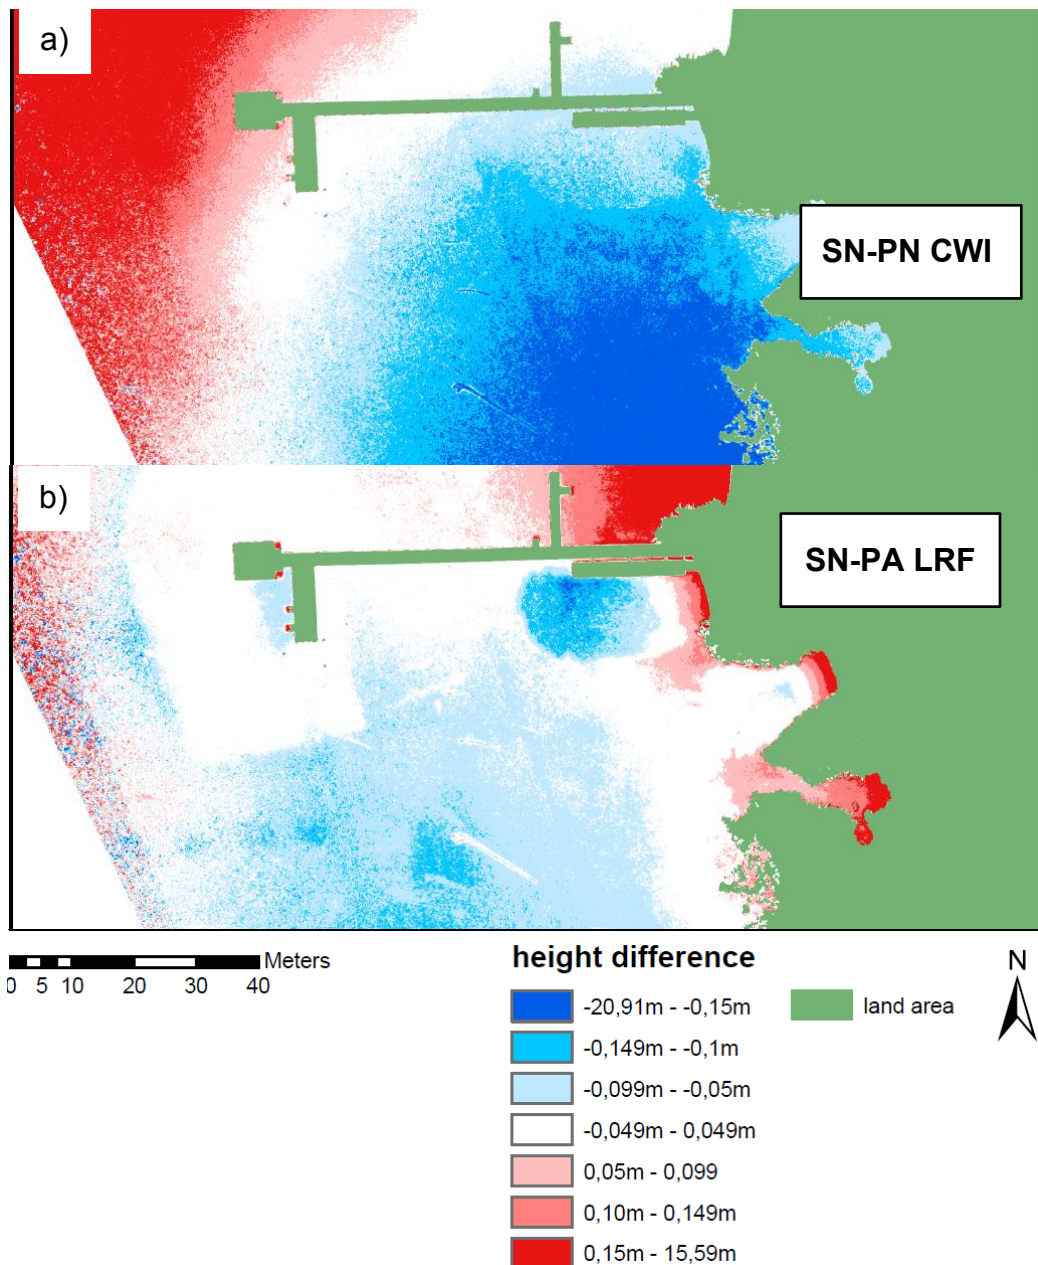 a)
SN-PN CWI
b)
SN-PA LRF
Meters
0 5 10 20 30 40
height difference
-20,91m - -0,15m
-0,149m - -0,1m
-0,099m - -0,05m
-0,049m - 0,049m
0,05m - 0,099
0,10m - 0,149m
0,15m - 15,59m
land area
N